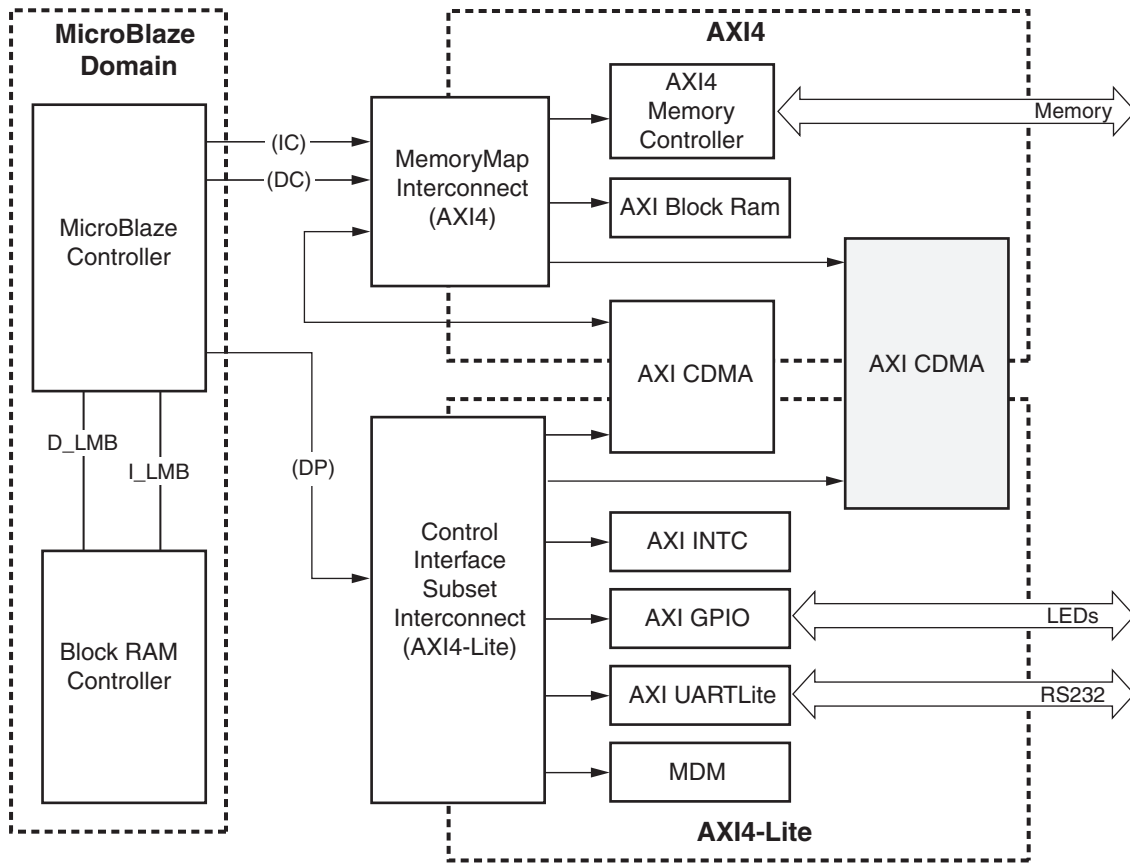 MicroBlaze
Domain
AXI4
MicroBlaze
Controller
(IC)
(DC)
MemoryMap
Interconnect
(AXI4)
AXI4
Memory
Controller
Memory
AXI Block Ram
AXI CDMA
AXI CDMA
D_LMB
I_LMB
(DP)
Block RAM
Controller
Control
Interface
Subset
Interconnect
(AXI4-Lite)
AXI INTC
AXI GPIO
LEDs
AXI UARTLite
RS232
MDM
AXI4-Lite